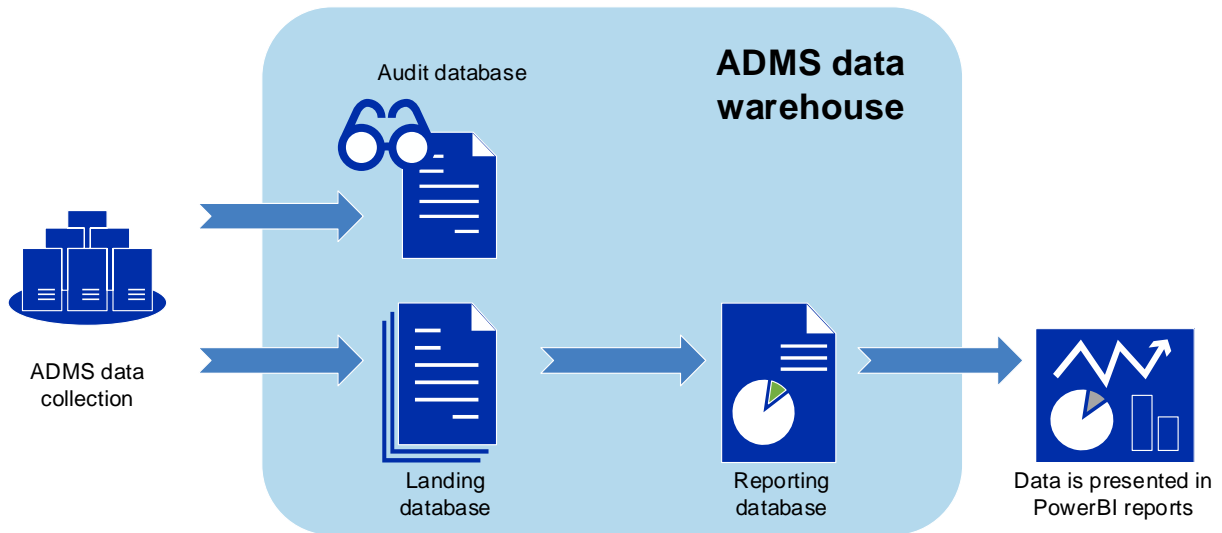 ADMS data
warehouse
Audit database
ADMS data
collection
Landing
database
Reporting
database
Data is presented in
PowerBI reports